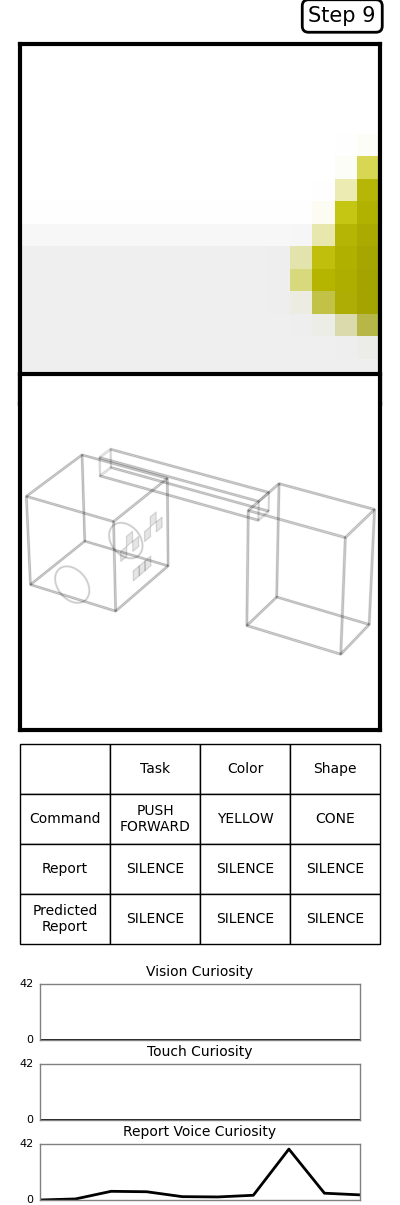 Step 9
Task Color Shape
Command PUSH FORWARD YELLOW CONE
Report SILENCE SILENCE SILENCE
Predicted Report SILENCE SILENCE SILENCE
Vision Curiosity
42
0
Touch Curiosity
42
0
Report Voice Curiosity
42
0